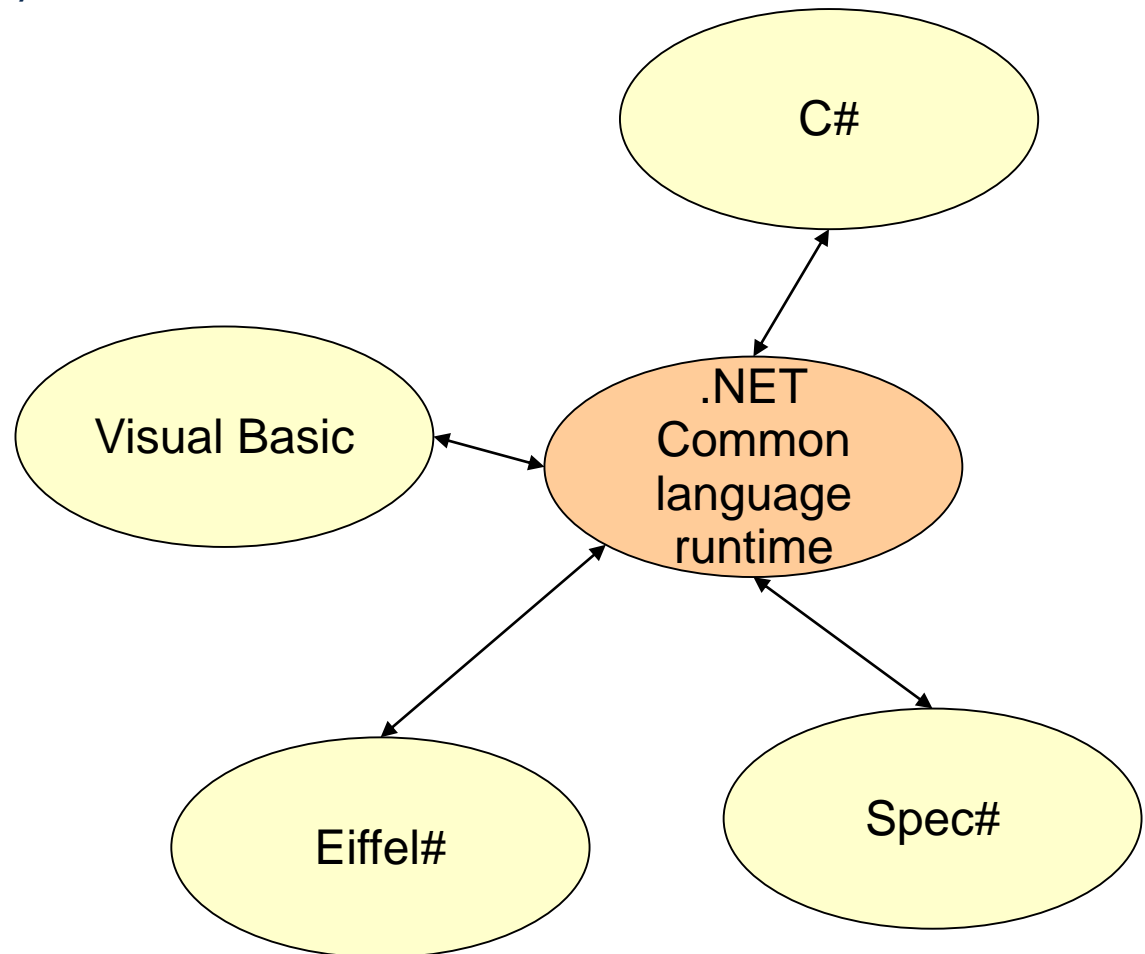 C#
Visual Basic
.NET
Common
language
runtime
Eiffel#
Spec#